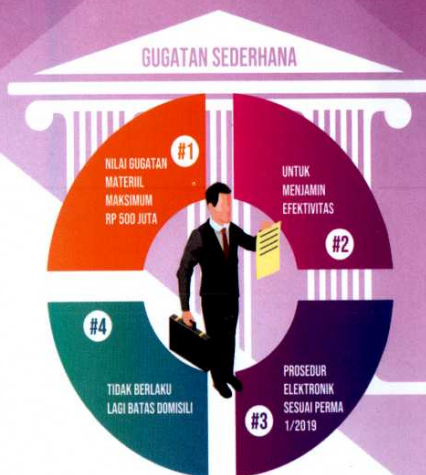 GUGATAN SEDERHANA
#1
NILAI GUGATAN
MATERIIL
MAKSIMUM
RP 500 JUTA
UNTUK
MENJAMIN
EFEKTIVITAS
#2
#4
TIDAK BERLAKU
LAGI BATAS DOMISILI
PROSEDUR
ELEKTRONIK
SESUAI PERMA
1/2019
#3